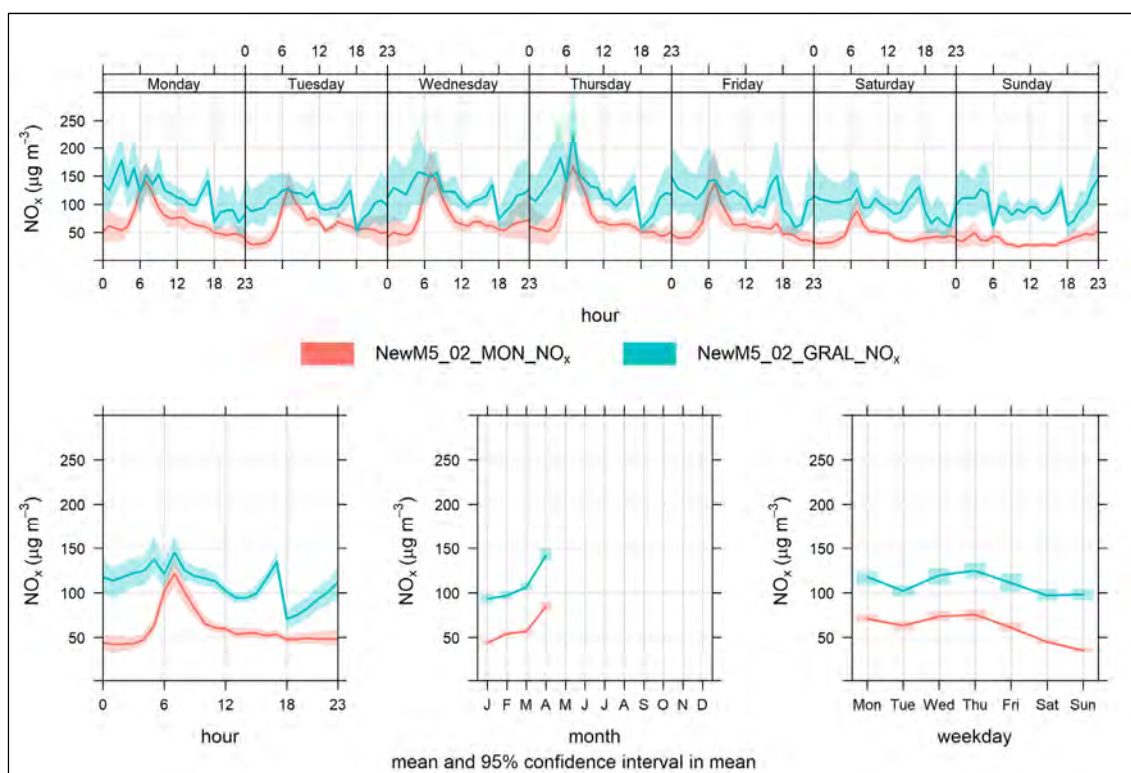 0 6 12 18 23 0 6 12 18 23 0 6 12 18 23
Monday Tuesday Wednesday Thursday Friday Saturday Sunday
NOₓ (µg m⁻³)
250
200
150
100
50
0 6 12 18 23 0 6 12 18 23 0 6 12 18 23 0 6 12 18 23
hour
NewM5_02_MON_NOₓ NewM5_02_GRAL_NOₓ
NOₓ (µg m⁻³)
250
200
150
100
50
0 6 12 18 23
hour
NOₓ (µg m⁻³)
250
200
150
100
50
J F M A M J J A S O N D
month
NOₓ (µg m⁻³)
250
200
150
100
50
Mon Tue Wed Thu Fri Sat Sun
weekday
mean and 95% confidence interval in mean